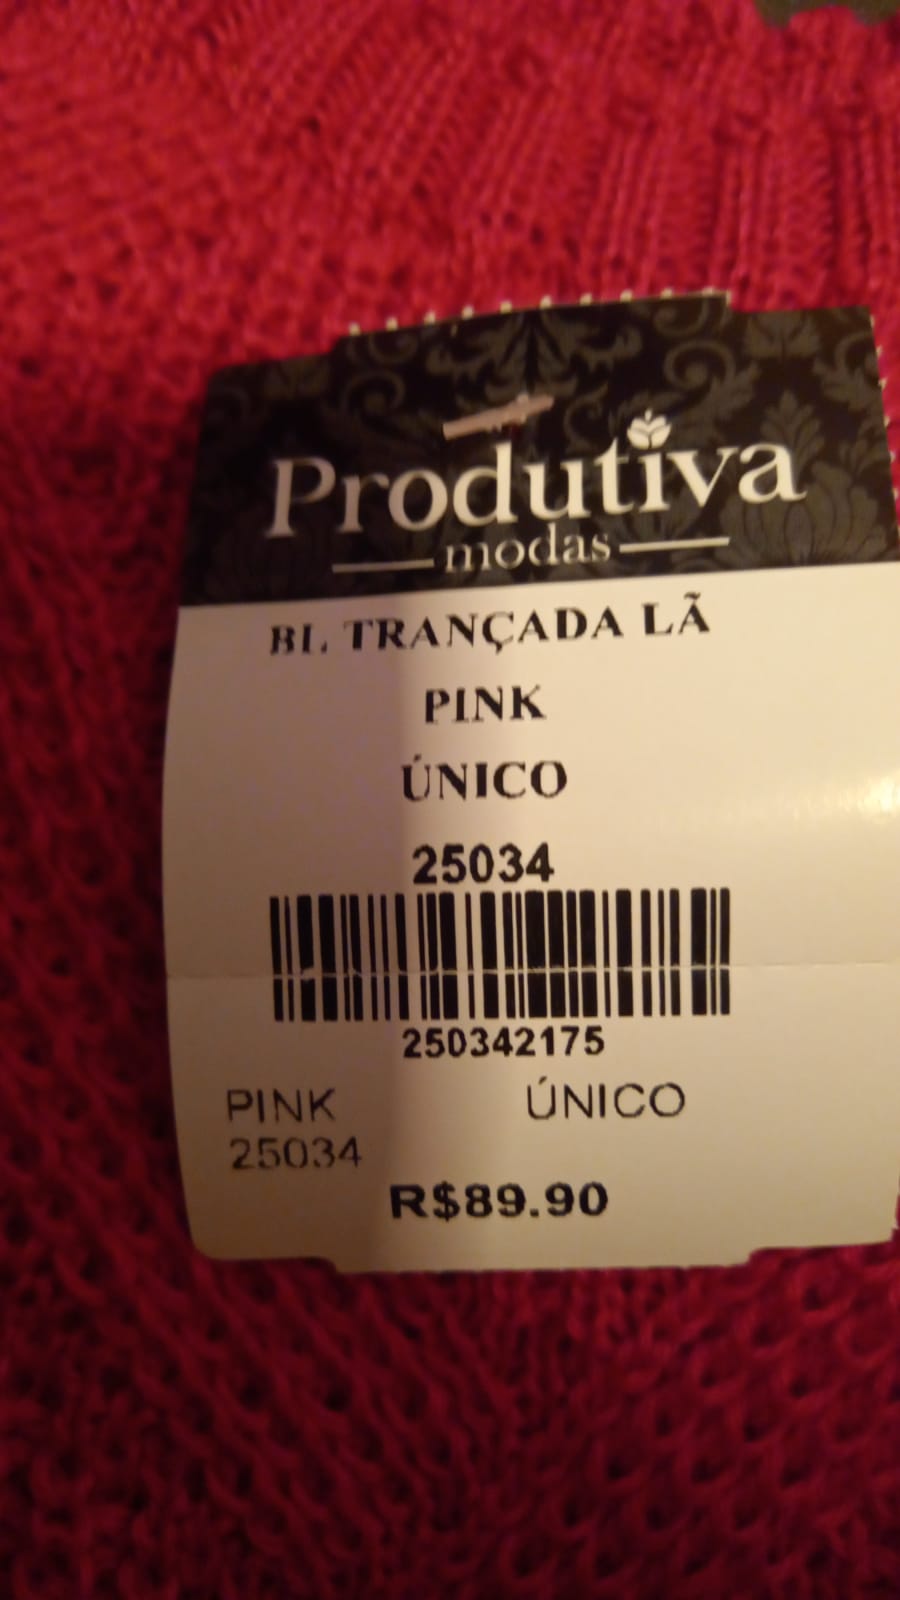 Produtiva
modas
BL. TRANÇADA LÃ
PINK
ÚNICO
25034
250342175
PINK ÚNICO
25034
R$89.90